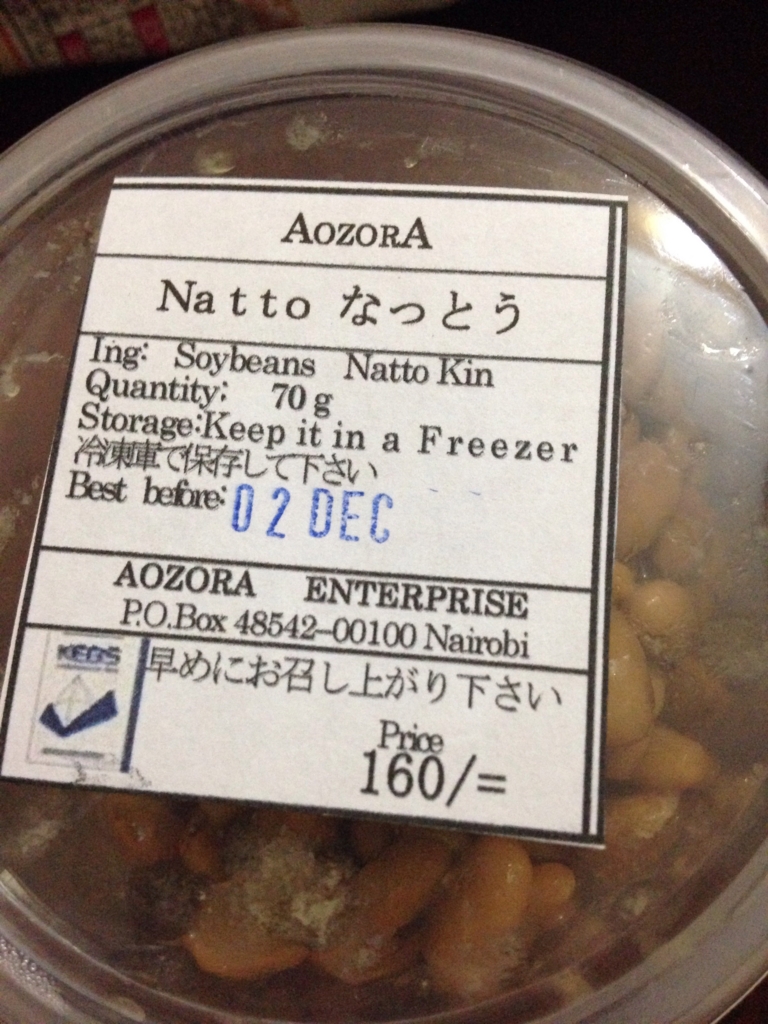 AOZORA
Natto なっとう
Ing: Soybeans Natto Kin
Quantity: 70 g
Storage:Keep it in a Freezer
冷凍庫で保存して下さい
Best before: 02 DEC
AOZORA ENTERPRISE
P.O.Box 48542-00100 Nairobi
KEBS
早めにお召し上がり下さい
Price
160/=